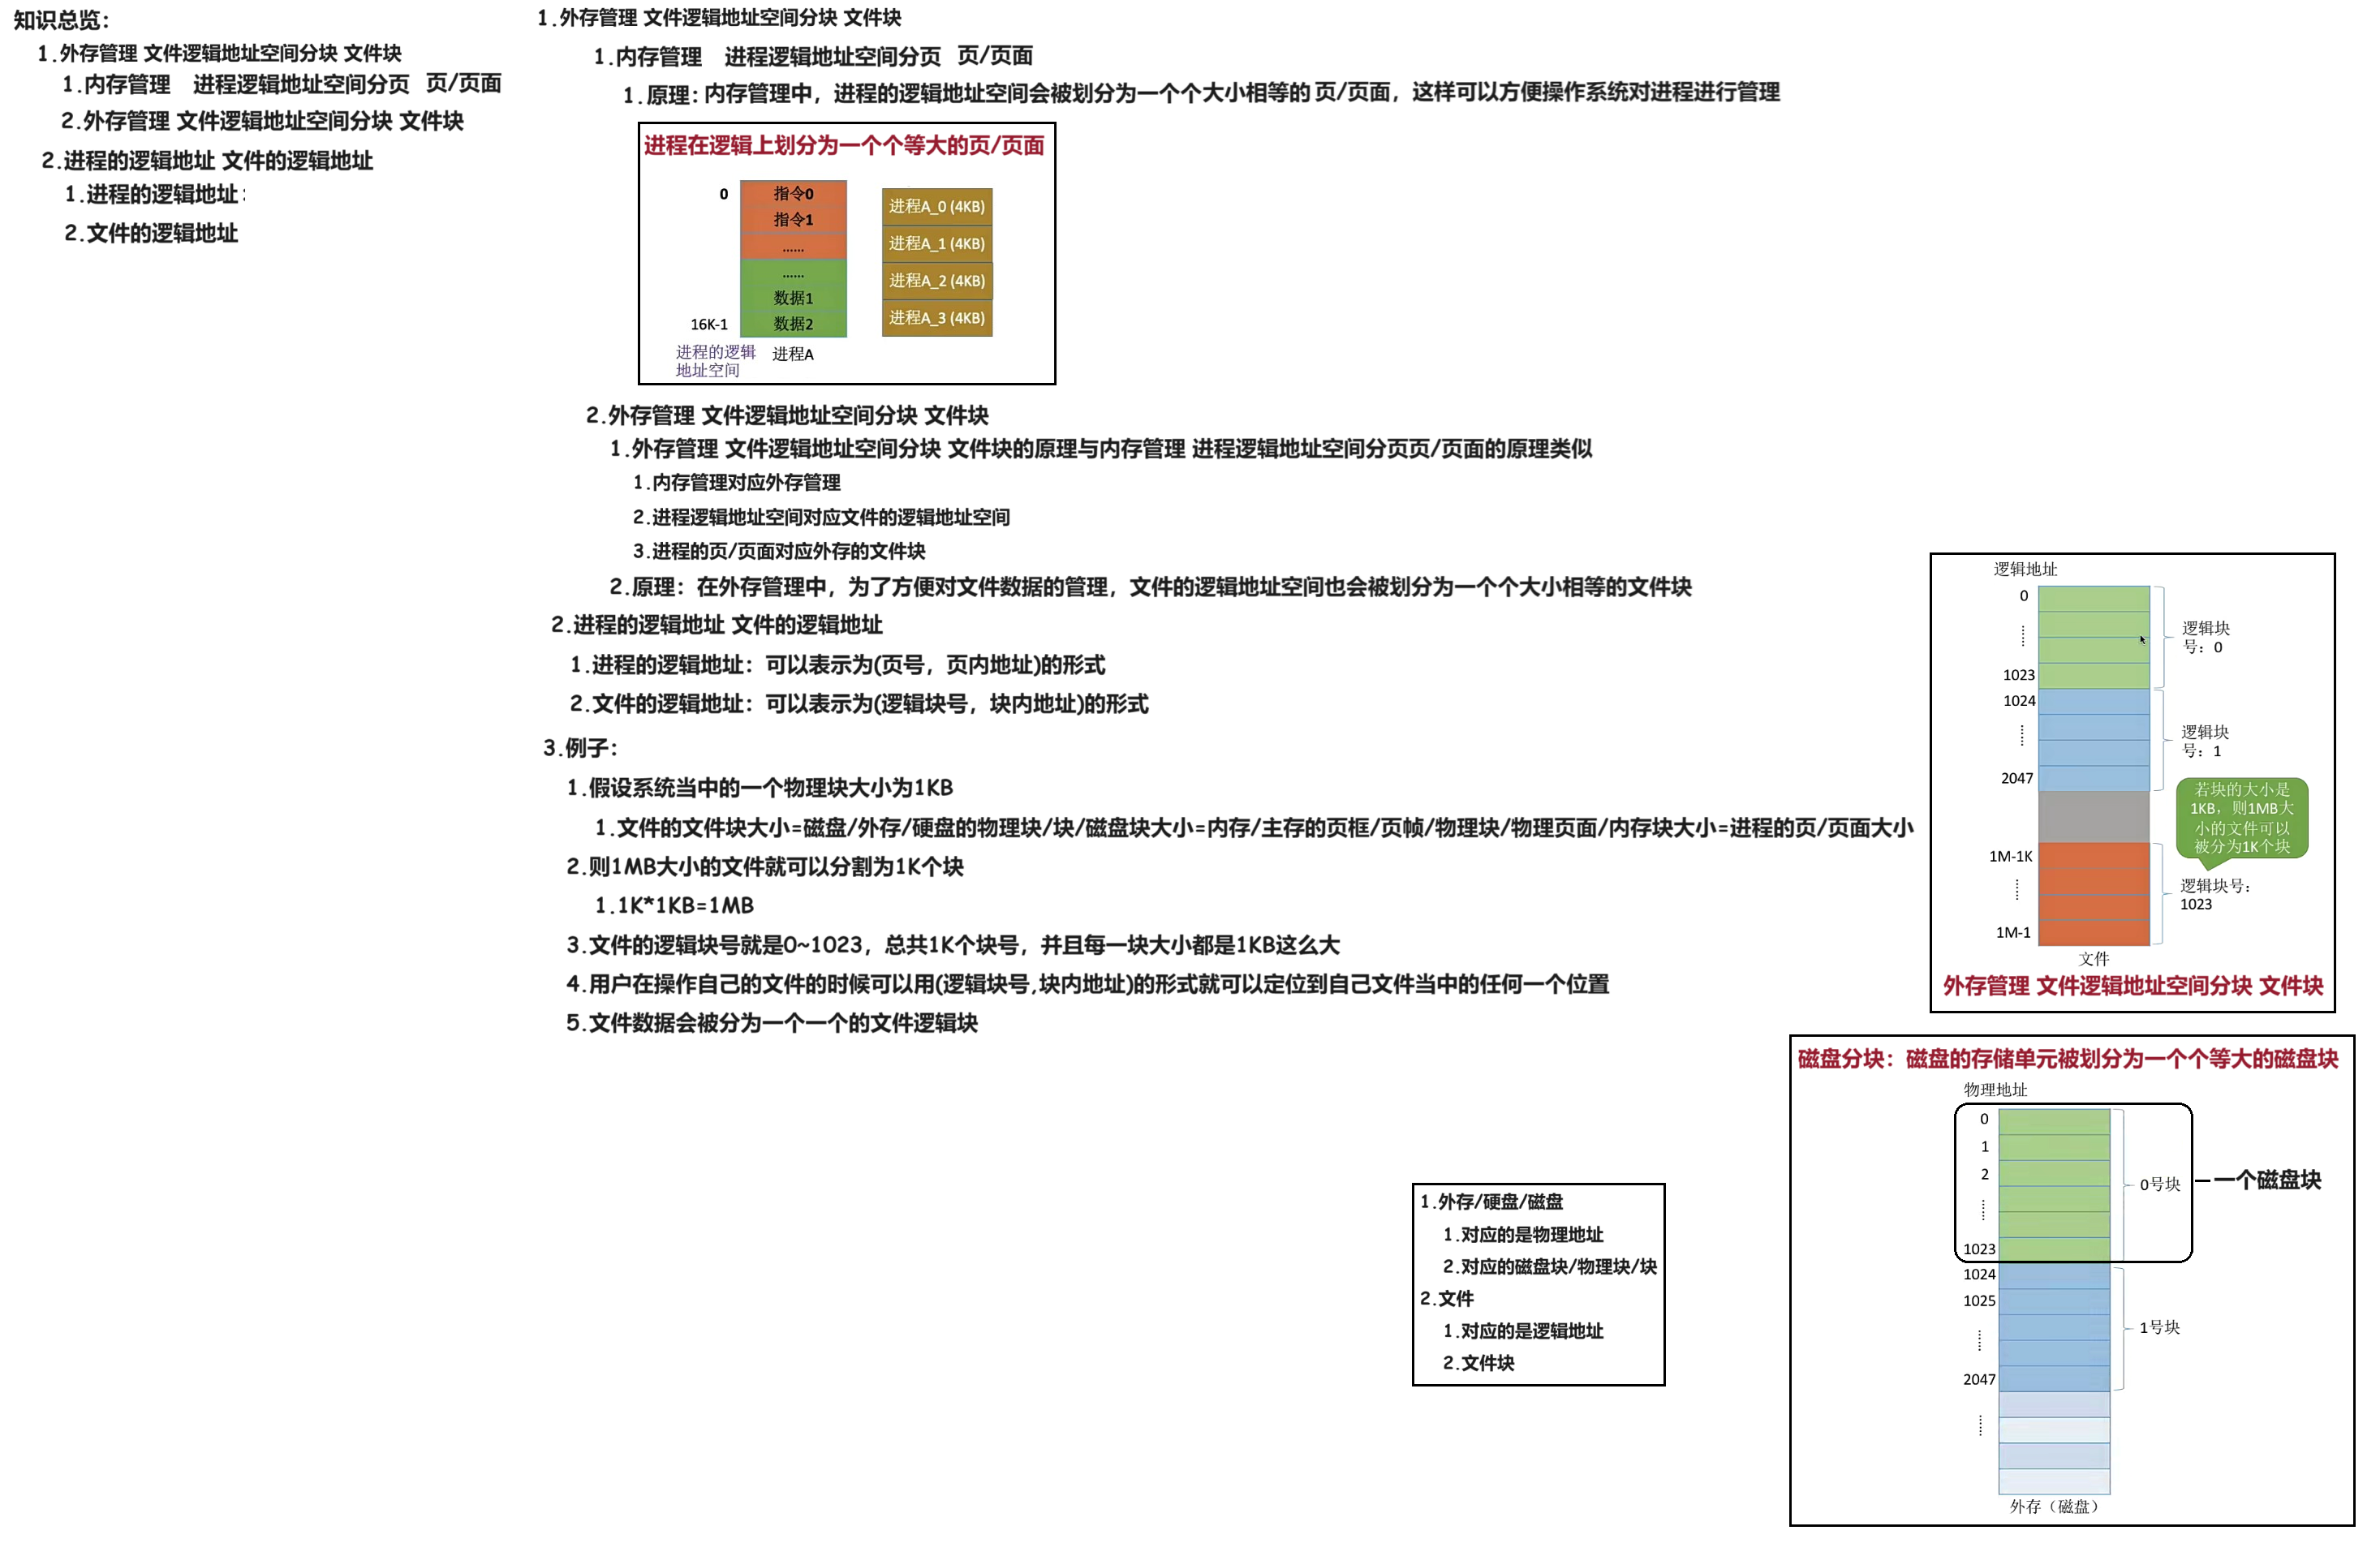 知识总览：
1.外存管理 文件逻辑地址空间分块 文件块
1.内存管理 进程逻辑地址空间分页 页/页面
2.外存管理 文件逻辑地址空间分块 文件块
2.进程的逻辑地址 文件的逻辑地址
1.进程的逻辑地址：
2.文件的逻辑地址
1.外存管理 文件逻辑地址空间分块 文件块
1.内存管理 进程逻辑地址空间分页 页/页面
1.原理：内存管理中，进程的逻辑地址空间会被划分为一个个大小相等的页/页面，这样可以方便操作系统对进程进行管理
进程在逻辑上划分为一个个等大的页/页面
0
指令0
指令1
......
......
数据1
16K-1
数据2
进程的逻辑
地址空间
进程A
进程A_0 (4KB)
进程A_1 (4KB)
进程A_2 (4KB)
进程A_3 (4KB)
2.外存管理 文件逻辑地址空间分块 文件块
1.外存管理 文件逻辑地址空间分块 文件块的原理与内存管理 进程逻辑地址空间分页页/页面的原理类似
1.内存管理对应外存管理
2.进程逻辑地址空间对应文件的逻辑地址空间
3.进程的页/页面对应外存的文件块
2.原理：在外存管理中，为了方便对文件数据的管理，文件的逻辑地址空间也会被划分为一个个大小相等的文件块
2.进程的逻辑地址 文件的逻辑地址
1.进程的逻辑地址：可以表示为(页号，页内地址)的形式
2.文件的逻辑地址：可以表示为(逻辑块号，块内地址)的形式
3.例子：
1.假设系统当中的一个物理块大小为1KB
1.文件的文件块大小=磁盘/外存/硬盘的物理块/块/磁盘块大小=内存/主存的页框/页帧/物理块/物理页面/内存块大小=进程的页/页面大小
2.则1MB大小的文件就可以分割为1K个块
1.1K*1KB=1MB
3.文件的逻辑块号就是0~1023，总共1K个块号，并且每一块大小都是1KB这么大
4.用户在操作自己的文件的时候可以用(逻辑块号,块内地址)的形式就可以定位到自己文件当中的任何一个位置
5.文件数据会被分为一个一个的文件逻辑块
逻辑地址
0
......
1023
逻辑块
号：0
1024
......
2047
逻辑块
号：1
若块的大小是
1KB，则1MB大
小的文件可以
被分为1K个块
1M-1K
......
1M-1
逻辑块号：
1023
文件
外存管理 文件逻辑地址空间分块 文件块
磁盘分块：磁盘的存储单元被划分为一个个等大的磁盘块
物理地址
0
1
2
......
1023
0号块
一个磁盘块
1024
1025
......
2047
1号块
......
外存（磁盘）
1.外存/硬盘/磁盘
1.对应的是物理地址
2.对应的磁盘块/物理块/块
2.文件
1.对应的是逻辑地址
2.文件块